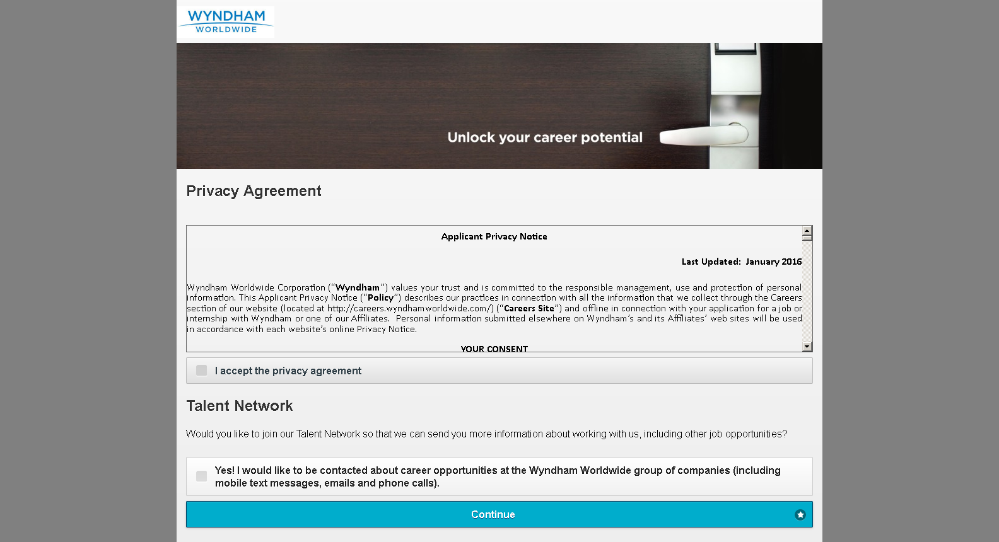 WYNDHAM
WORLDWIDE
Unlock your career potential
Privacy Agreement
Applicant Privacy Notice
Last Updated:  January 2016
Wyndham Worldwide Corporation (“Wyndham”) values your trust and is committed to the responsible management, use and protection of personal
information. This Applicant Privacy Notice (“Policy”) describes our practices in connection with all the information that we collect through the Careers
section of our website (located at http://careers.wyndhamworldwide.com/) (“Careers Site”) and offline in connection with your application for a job or
internship with Wyndham or one of our Affiliates.  Personal information submitted elsewhere on Wyndham’s and its Affiliates’ web sites will be used
in accordance with each website’s online Privacy Notice.
YOUR CONSENT
I accept the privacy agreement
Talent Network
Would you like to join our Talent Network so that we can send you more information about working with us, including other job opportunities?
Yes! I would like to be contacted about career opportunities at the Wyndham Worldwide group of companies (including
mobile text messages, emails and phone calls).
Continue